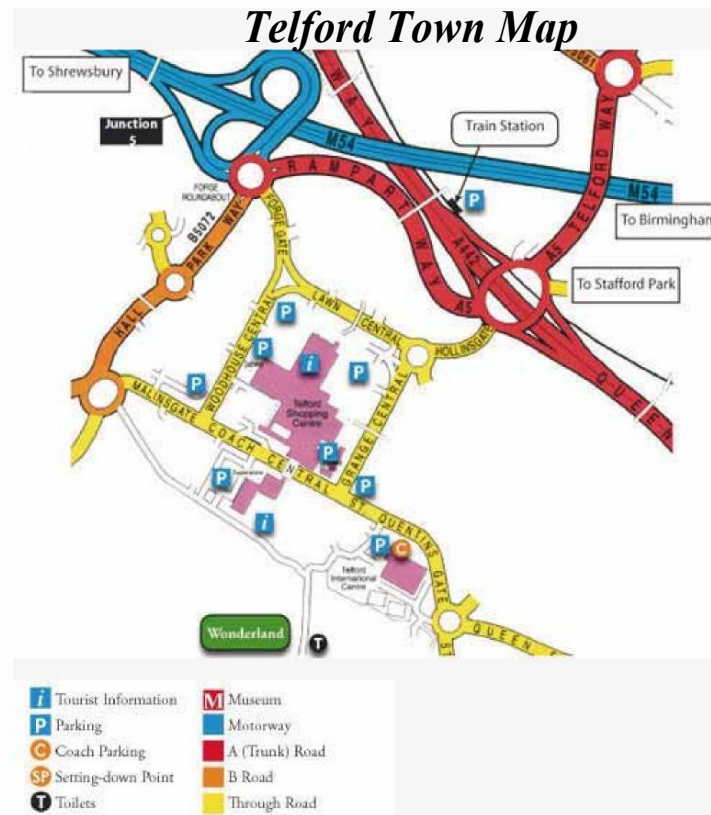 Telford Town Map
To Shrewsbury
Junction
5
M54
WAY
Train Station
P
TELFORD WAY
A5
M54
To Birmingham
FORGE
ROUNDABOUT
RAMPART
WAY
A5
A442
To Stafford Park
B5072
HALL PARK WAY
FORGE GATE
LAWN
CENTRAL
HOLLINSGATE
QUEEN
WOODHOUSE CENTRAL
P
P
i
P
P
Telford
Shopping
Centre
GRANGE CENTRAL
MALINSGATE
COACH CENTRAL
P
P
P
i
ST. QUENTINS GATE
P
C
Telford
International
Centre
Wonderland
T
QUEEN
ST
i Tourist Information
P Parking
C Coach Parking
SP Setting-down Point
T Toilets
M Museum
Motorway
A (Trunk) Road
B Road
Through Road